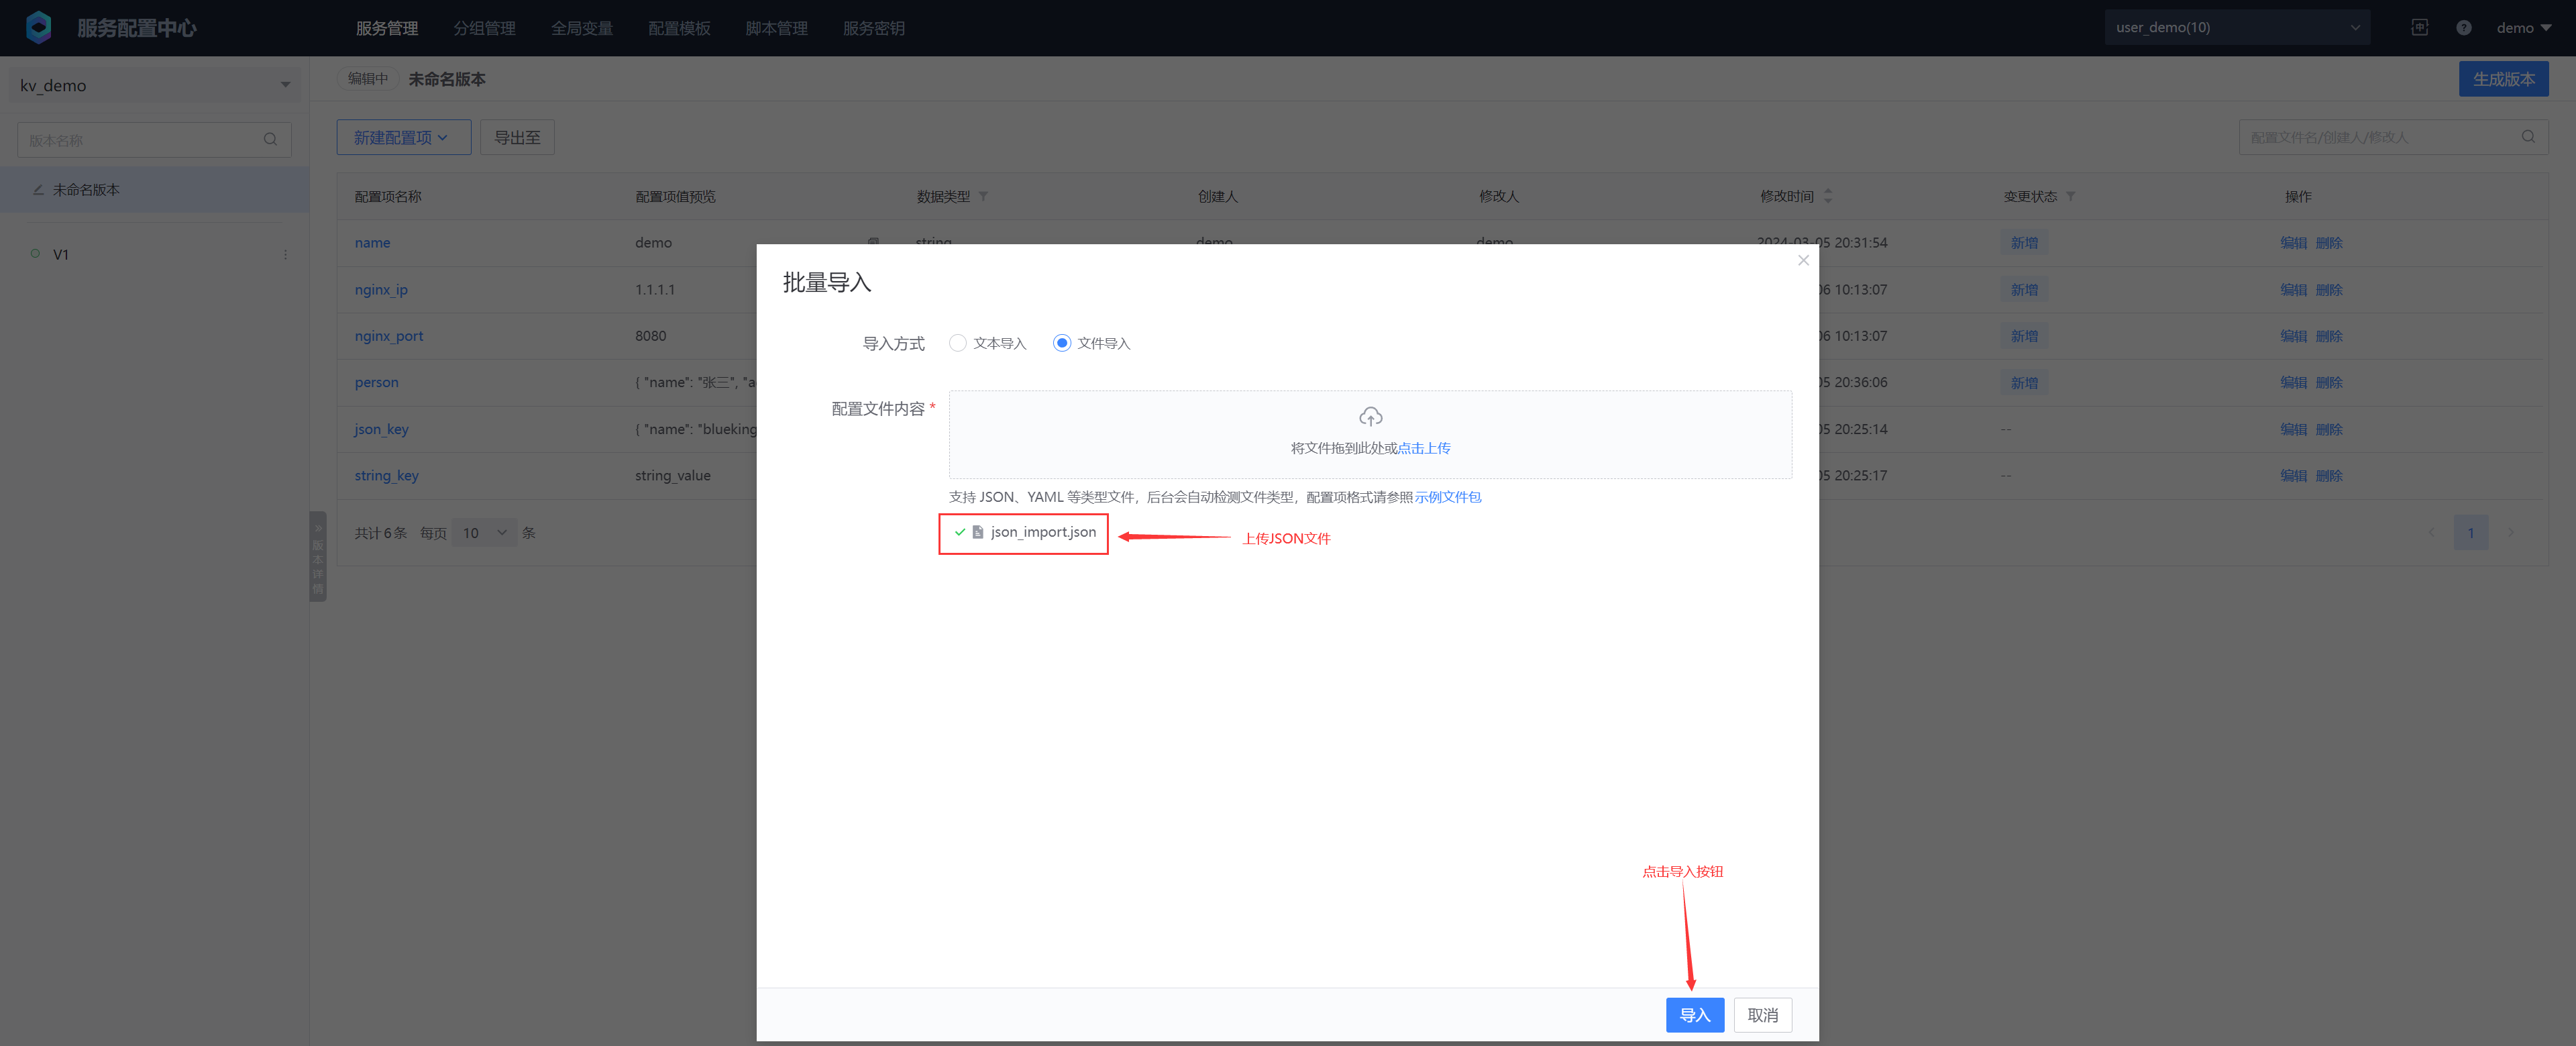 服务配置中心
服务管理 分组管理 全局变量 配置模板 脚本管理 服务密钥
user_demo(10)
中
?
demo
kv_demo
编辑中 未命名版本
生成版本
版本名称
新建配置项 导出至
配置文件名/创建人/修改人
未命名版本
V1
配置项名称 配置项值预览 数据类型 创建人 修改人 修改时间 变更状态 操作
name demo string demo demo 2024-03-05 20:31:54 新增 编辑 删除
nginx_ip 1.1.1.1 06 10:13:07 新增 编辑 删除
nginx_port 8080 06 10:13:07 新增 编辑 删除
person { "name": "张三", "a 05 20:36:06 新增 编辑 删除
json_key { "name": "blueking 05 20:25:14 -- 编辑 删除
string_key string_value 05 20:25:17 -- 编辑 删除
共计 6 条 每页 10 条
1
»
版本详情
批量导入
导入方式 文本导入 文件导入
配置文件内容 *
将文件拖到此处或点击上传
支持 JSON、YAML 等类型文件，后台会自动检测文件类型，配置项格式请参照示例文件包
json_import.json
上传JSON文件
点击导入按钮
导入 取消